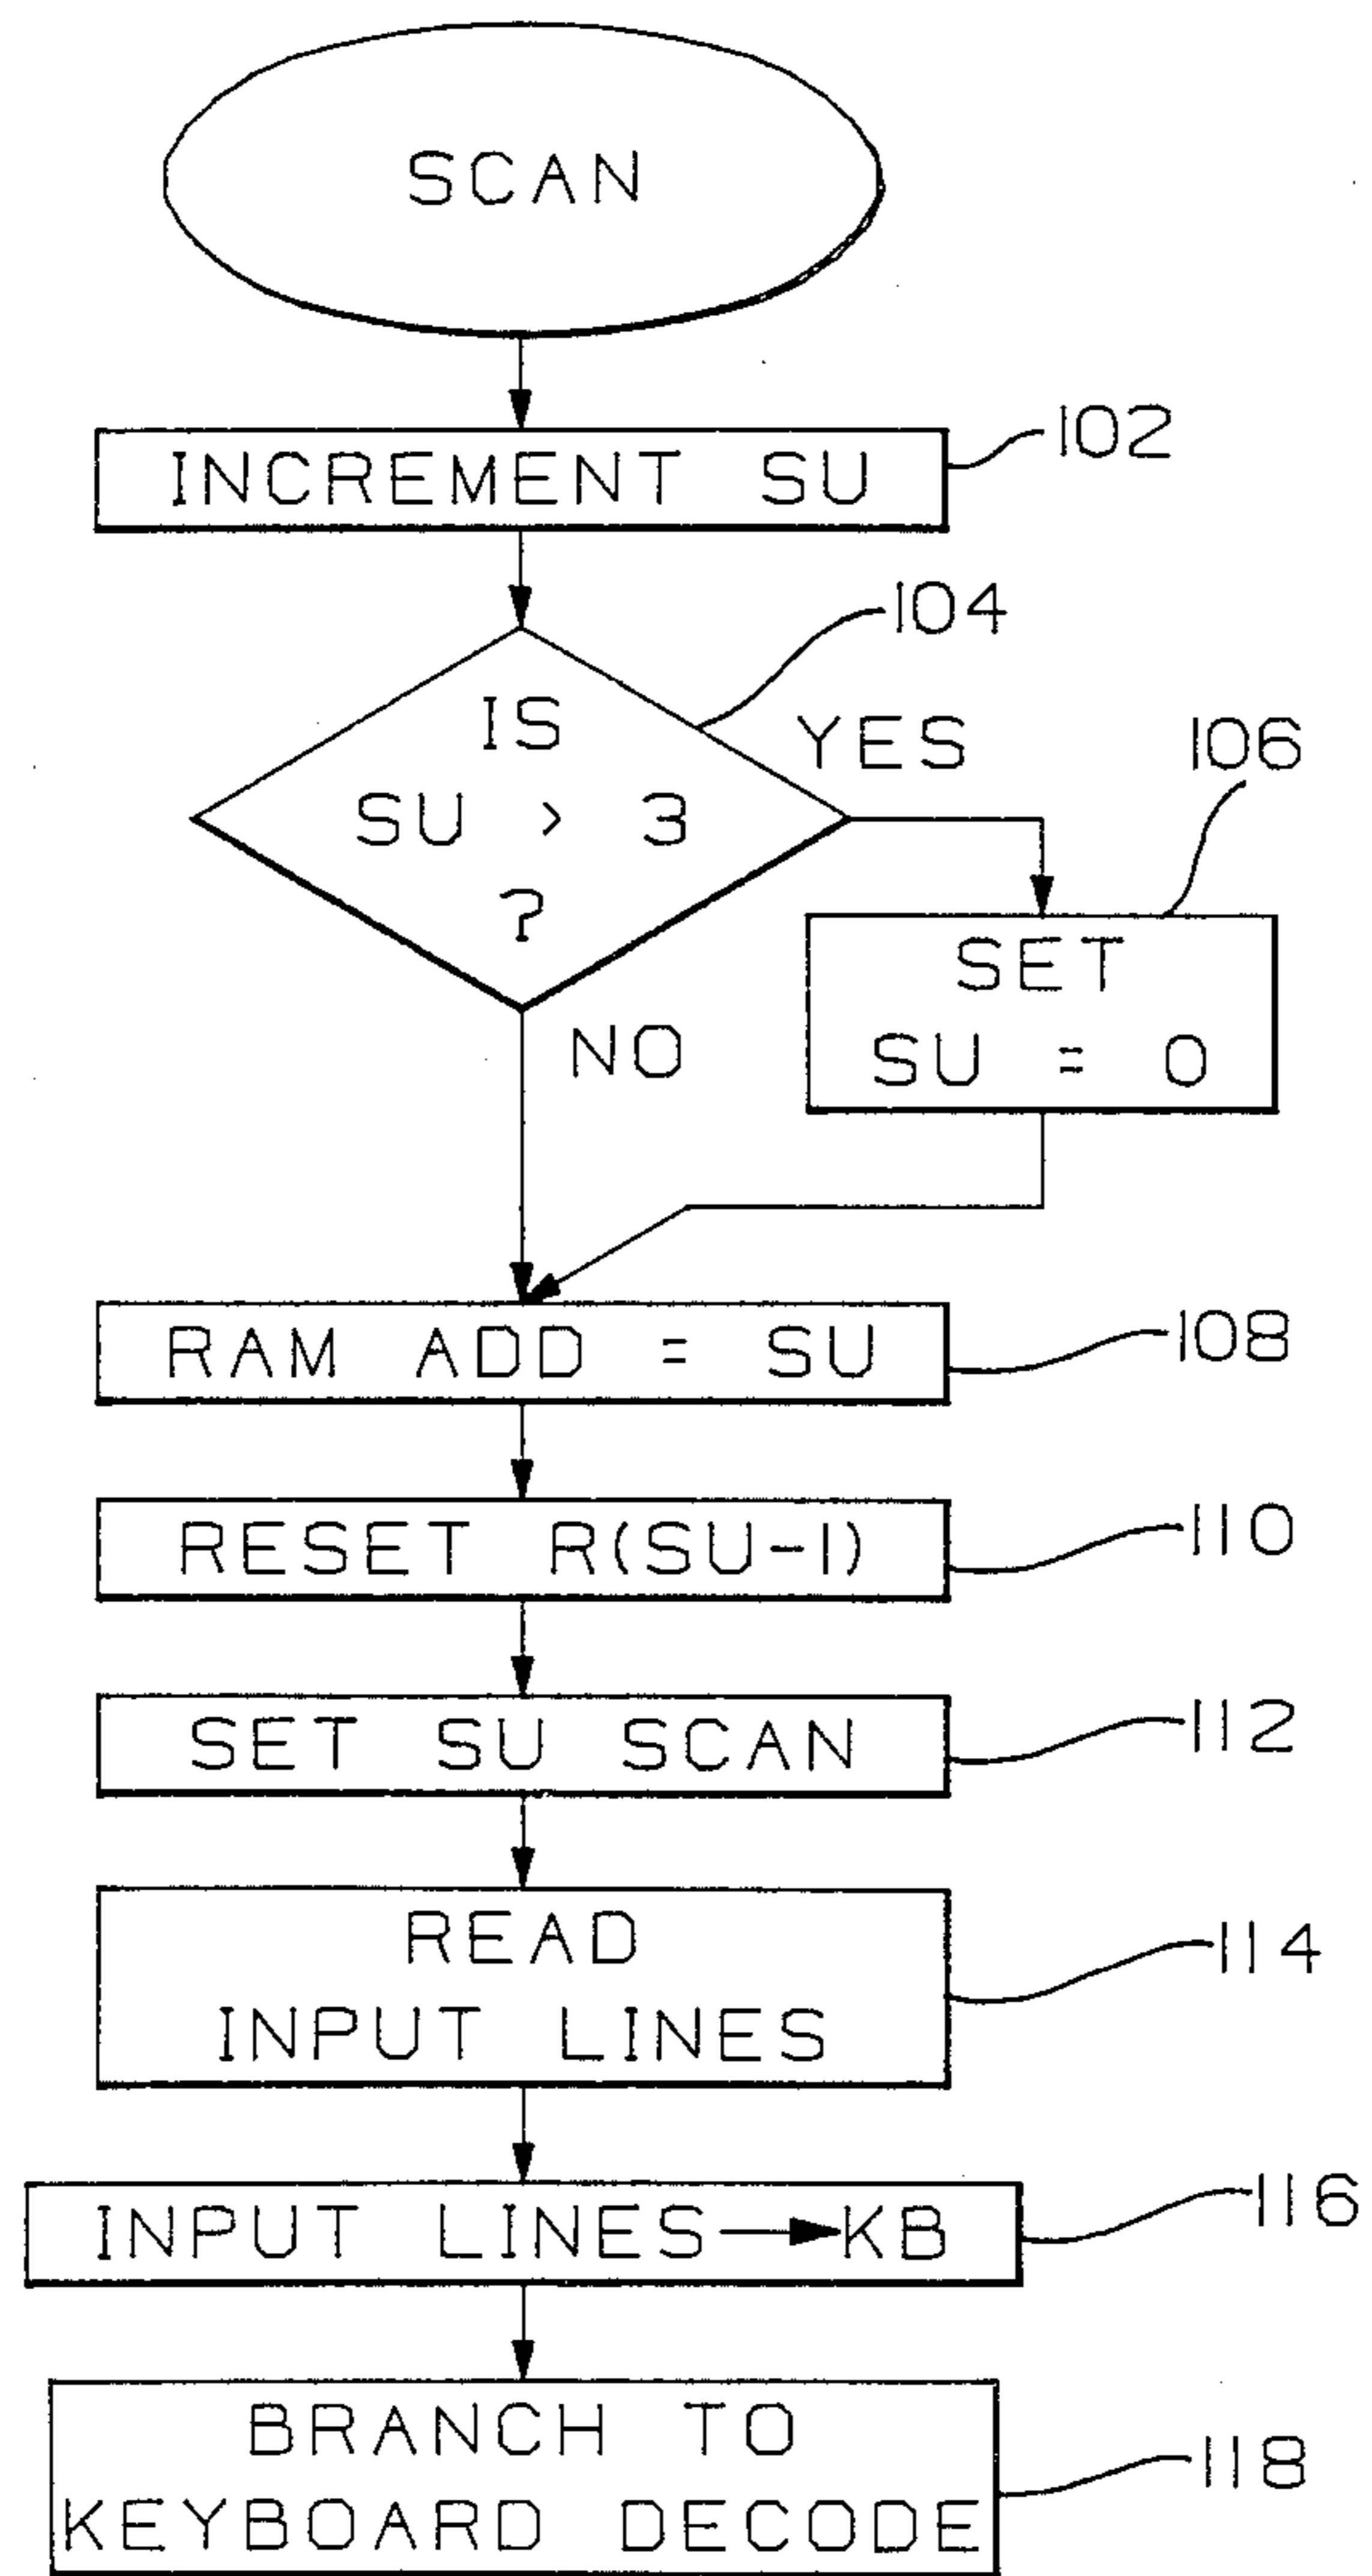 SCAN
INCREMENT SU
102
104
IS
SU > 3
?
YES
106
SET
SU = 0
NO
RAM ADD = SU
108
RESET R(SU-1)
110
SET SU SCAN
112
READ
INPUT LINES
114
INPUT LINES→KB
116
BRANCH TO
KEYBOARD DECODE
118